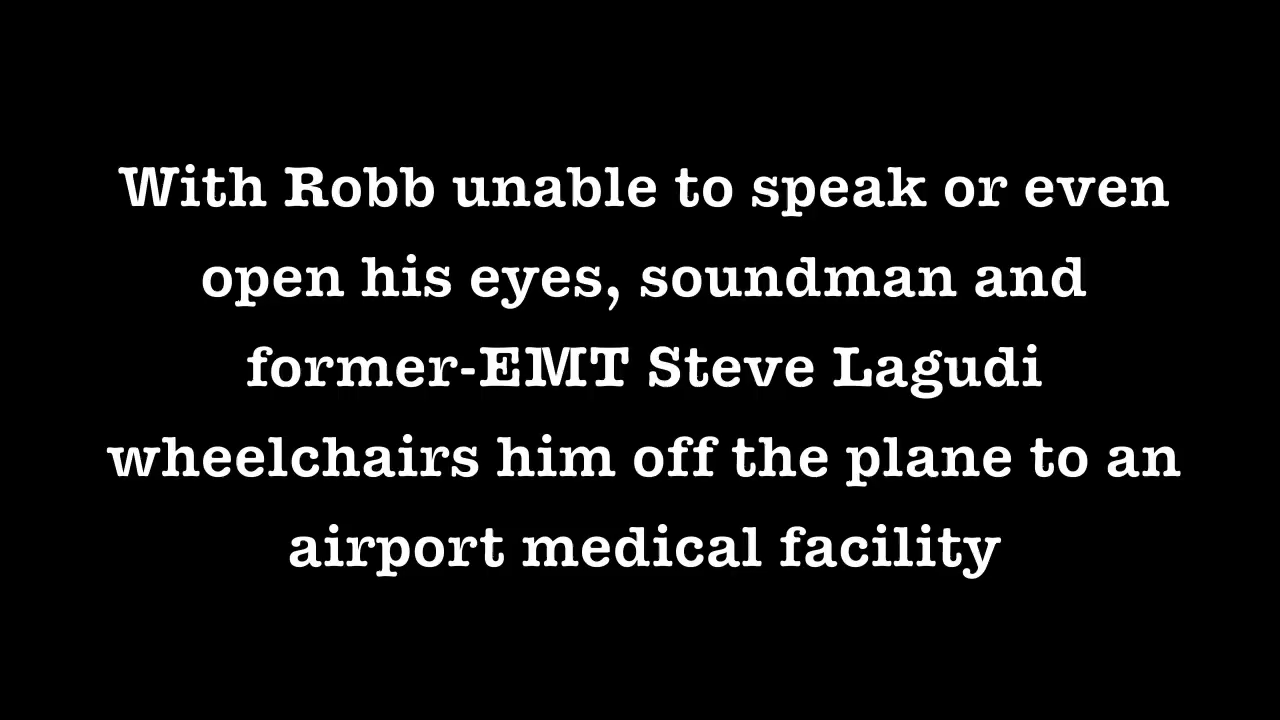 With Robb unable to speak or even
open his eyes, soundman and
former-EMT Steve Lagudi
wheelchairs him off the plane to an
airport medical facility